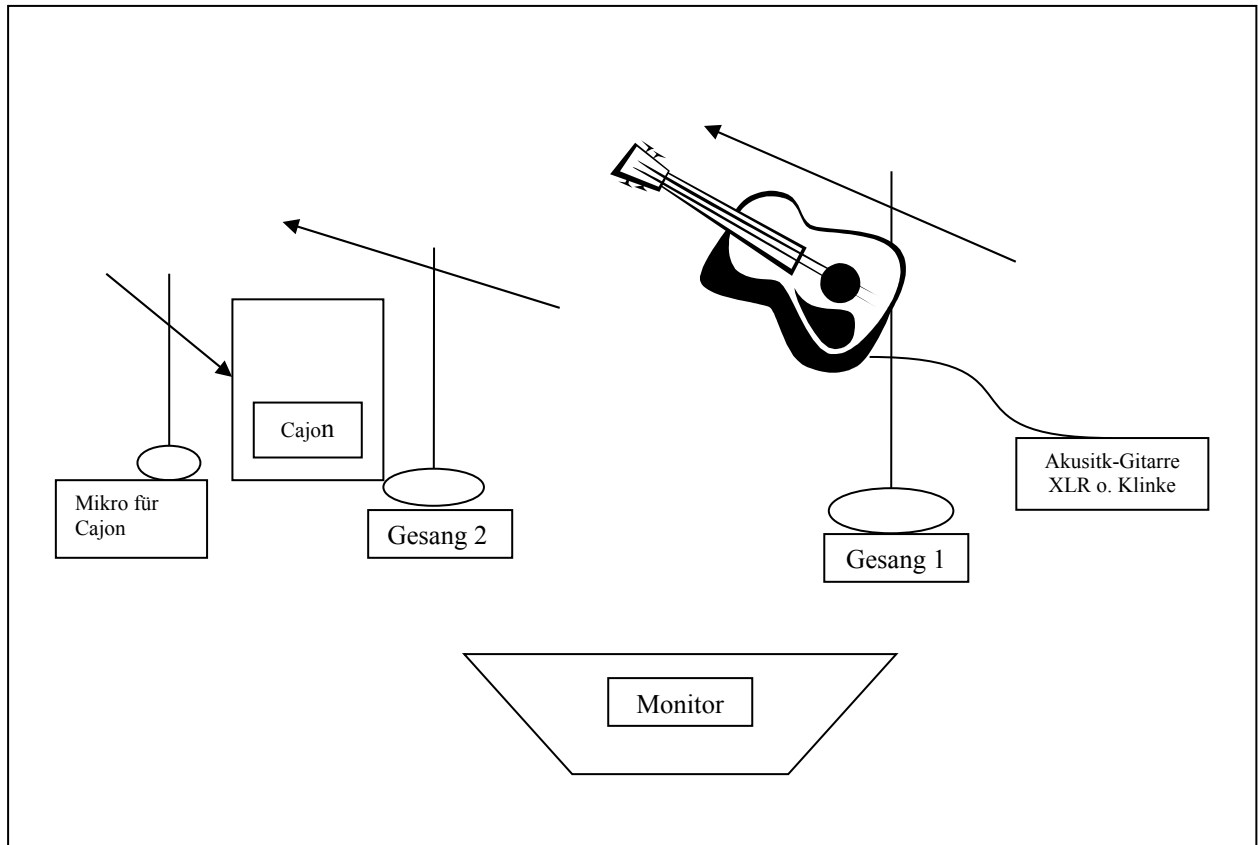 Cajon
Mikro für
Cajon
Gesang 2
Akusitk-Gitarre
XLR o. Klinke
Gesang 1
Monitor